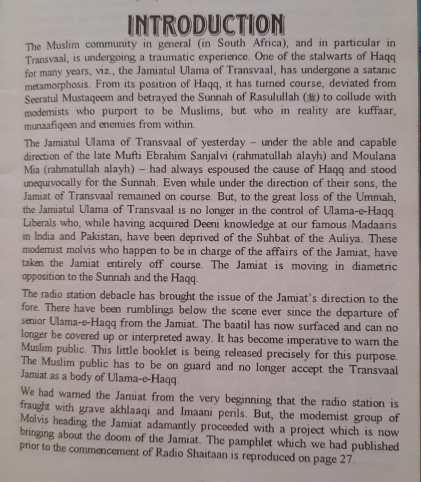 INTRODUCTION
The Muslim community in general (in South Africa), and in particular in
Transvaal, is undergoing a traumatic experience. One of the stalwarts of Haqq
for many years, viz., the Jamiatul Ulama of Transvaal, has undergone a satanic
metamorphosis. From its position of Haqq, it has turned course, deviated from
Seeratul Mustaqeem and betrayed the Sunnah of Rasulullah (ﷺ) to collude with
modernists who purport to be Muslims, but who in reality are kuffaar,
munaafiqeen and enemies from within.
The Jamiatul Ulama of Transvaal of yesterday – under the able and capable
direction of the late Mufti Ebrahim Sanjalvi (rahmatullah alayh) and Moulana
Mia (rahmatullah alayh) – had always espoused the cause of Haqq and stood
unequivocally for the Sunnah. Even while under the direction of their sons, the
Jamiat of Transvaal remained on course. But, to the great loss of the Ummah,
the Jamiatul Ulama of Transvaal is no longer in the control of Ulama-e-Haqq.
Liberals who, while having acquired Deeni knowledge at our famous Madaaris
in India and Pakistan, have been deprived of the Suhbat of the Auliya. These
modernist molvis who happen to be in charge of the affairs of the Jamiat, have
taken the Jamiat entirely off course. The Jamiat is moving in diametric
opposition to the Sunnah and the Haqq.
The radio station debacle has brought the issue of the Jamiat's direction to the
fore. There have been rumblings below the scene ever since the departure of
senior Ulama-e-Haqq from the Jamiat. The baatil has now surfaced and can no
longer be covered up or interpreted away. It has become imperative to warn the
Muslim public. This little booklet is being released precisely for this purpose.
The Muslim public has to be on guard and no longer accept the Transvaal
Jamiat as a body of Ulama-e-Haqq.
We had warned the Jamiat from the very beginning that the radio station is
fraught with grave akhlaaqi and Imaani perils. But, the modernist group of
Molvis heading the Jamiat adamantly proceeded with a project which is now
bringing about the doom of the Jamiat. The pamphlet which we had published
prior to the commencement of Radio Shaitaan is reproduced on page 27.